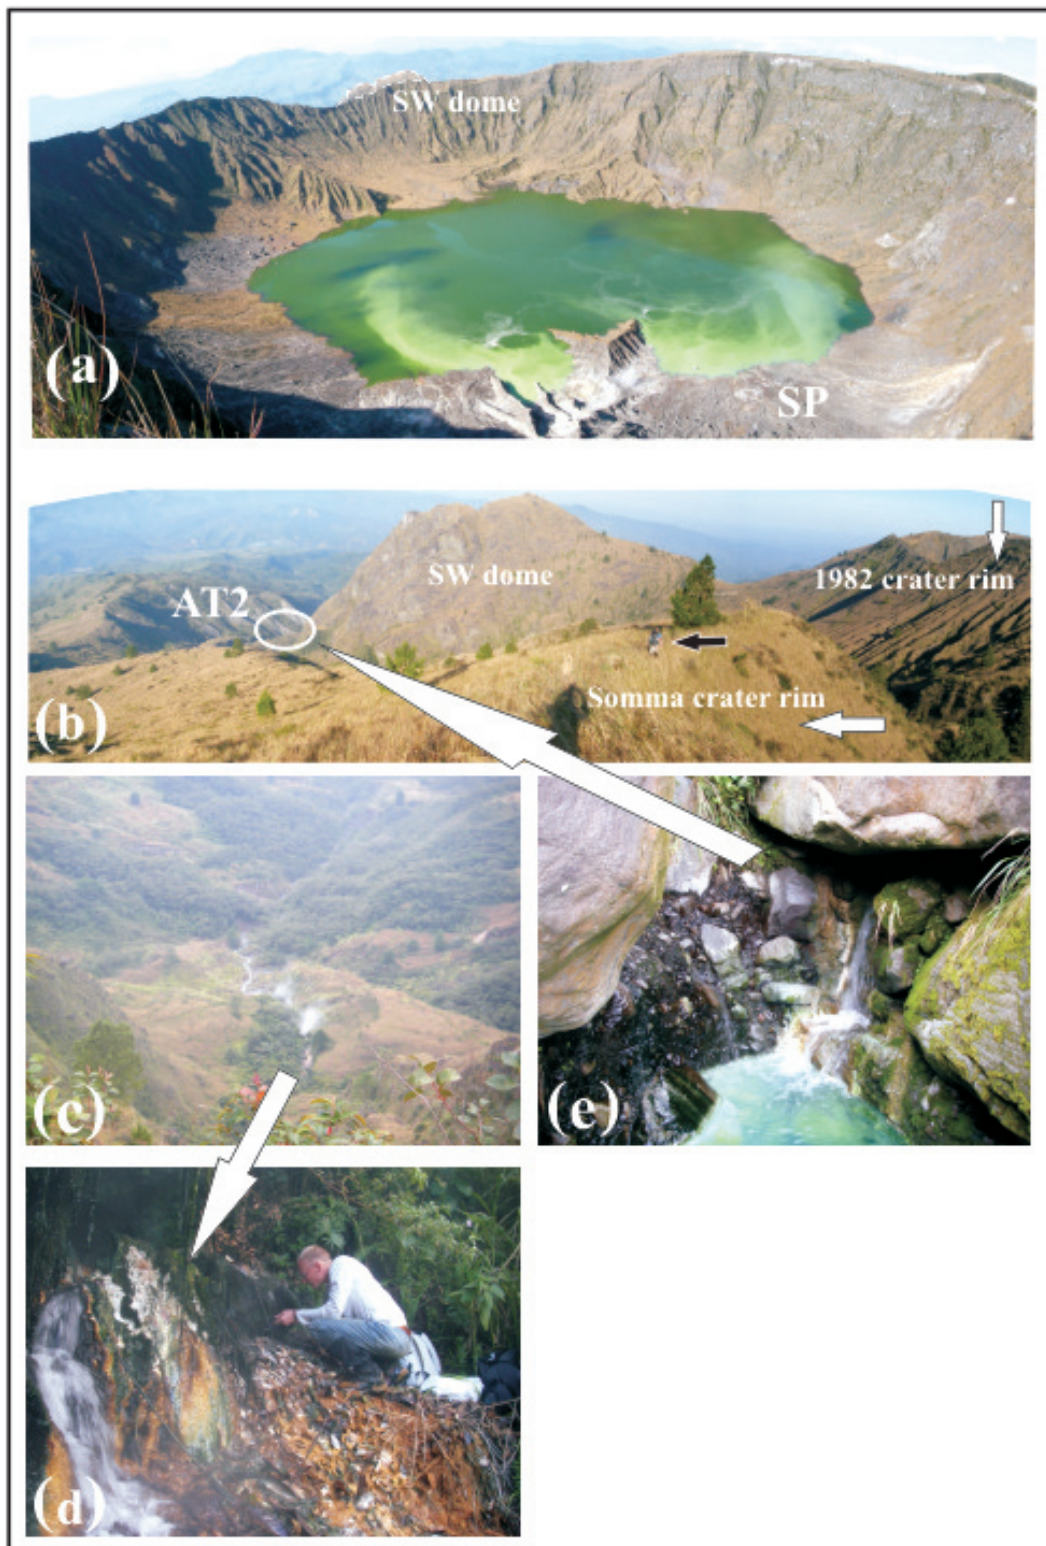 SW dome
(a)
SP
SW dome
1982 crater rim
AT2
Somma crater rim
(b)
(c)
(e)
(d)